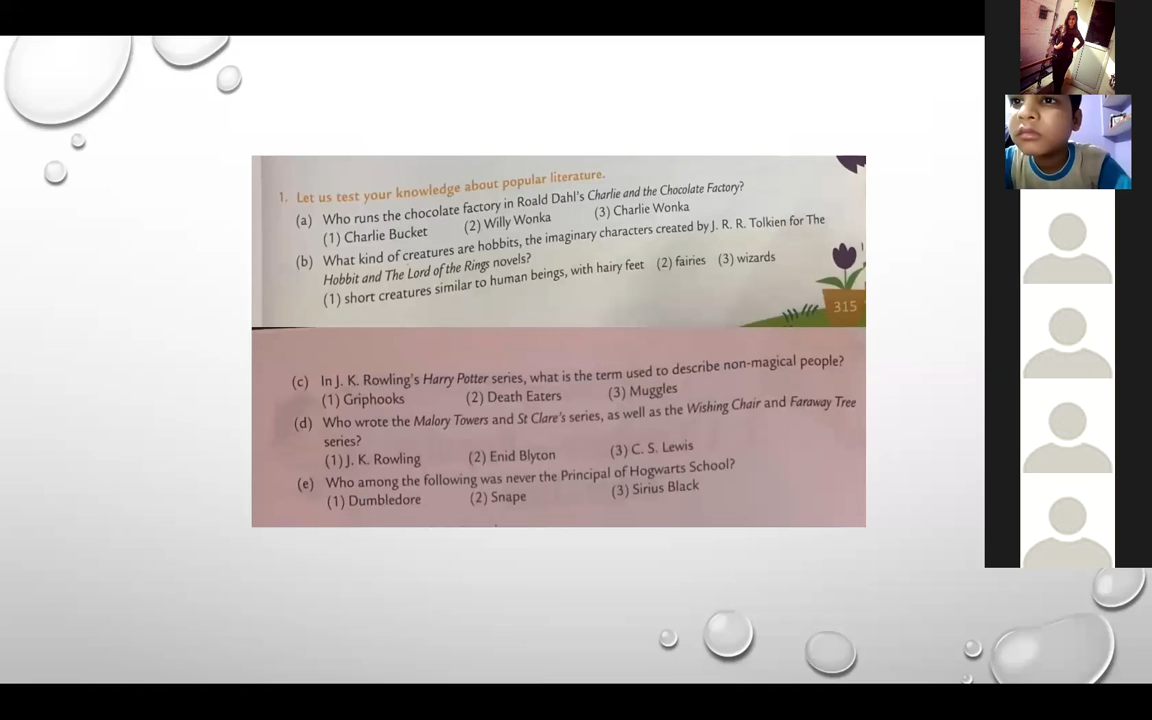 1. Let us test your knowledge about popular literature.
(a) Who runs the chocolate factory in Roald Dahl's Charlie and the Chocolate Factory?
(1) Charlie Bucket (2) Willy Wonka (3) Charlie Wonka
(b) What kind of creatures are hobbits, the imaginary characters created by J. R. R. Tolkien for The
Hobbit and The Lord of the Rings novels?
(1) short creatures similar to human beings, with hairy feet (2) fairies (3) wizards
315
(c) In J. K. Rowling's Harry Potter series, what is the term used to describe non-magical people?
(1) Griphooks (2) Death Eaters (3) Muggles
(d) Who wrote the Malory Towers and St Clare's series, as well as the Wishing Chair and Faraway Tree
series?
(1) J. K. Rowling (2) Enid Blyton (3) C. S. Lewis
(e) Who among the following was never the Principal of Hogwarts School?
(1) Dumbledore (2) Snape (3) Sirius Black